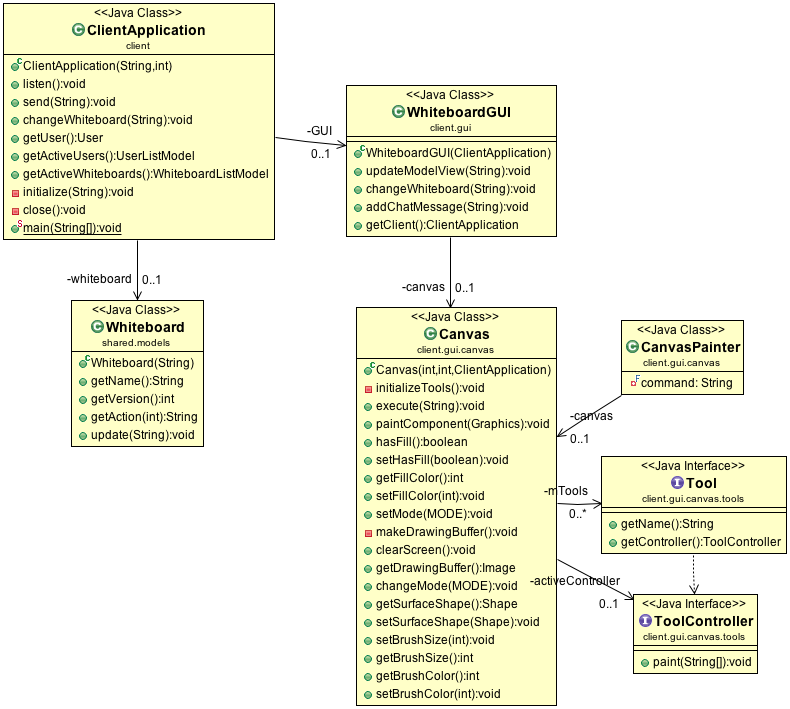 <<Java Class>>
ClientApplication
client
ClientApplication(String,int)
listen():void
send(String):void
changeWhiteboard(String):void
getUser():User
getActiveUsers():UserListModel
getActiveWhiteboards():WhiteboardListModel
initialize(String):void
close():void
main(String[]):void
-GUI
0..1
<<Java Class>>
WhiteboardGUI
client.gui
WhiteboardGUI(ClientApplication)
updateModelView(String):void
changeWhiteboard(String):void
addChatMessage(String):void
getClient():ClientApplication
-whiteboard
0..1
<<Java Class>>
Whiteboard
shared.models
Whiteboard(String)
getName():String
getVersion():int
getAction(int):String
update(String):void
-canvas
0..1
<<Java Class>>
Canvas
client.gui.canvas
Canvas(int,int,ClientApplication)
initializeTools():void
execute(String):void
paintComponent(Graphics):void
hasFill():boolean
setHasFill(boolean):void
getFillColor():int
setFillColor(int):void
setMode(MODE):void
makeDrawingBuffer():void
clearScreen():void
getDrawingBuffer():Image
changeMode(MODE):void
getSurfaceShape():Shape
setSurfaceShape(Shape):void
setBrushSize(int):void
getBrushSize():int
getBrushColor():int
setBrushColor(int):void
<<Java Class>>
CanvasPainter
client.gui.canvas
command: String
-canvas
0..1
<<Java Interface>>
Tool
client.gui.canvas.tools
getName():String
getController():ToolController
-mTools
0..*
-activeController
0..1
<<Java Interface>>
ToolController
client.gui.canvas.tools
paint(String[]):void